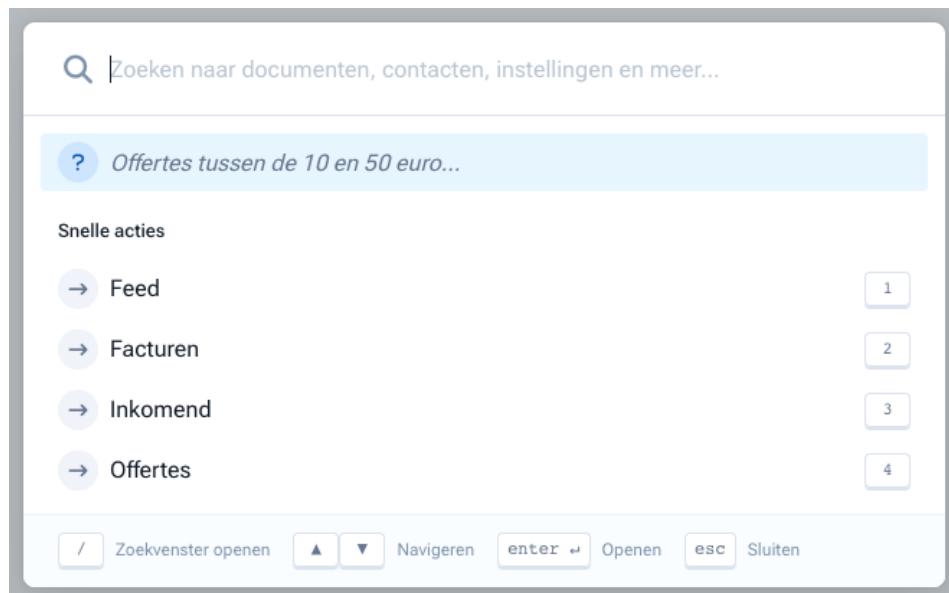 Zoeken naar documenten, contacten, instellingen en meer...
? Offertes tussen de 10 en 50 euro...
Snelle acties
→ Feed 1
→ Facturen 2
→ Inkomend 3
→ Offertes 4
/ Zoekvenster openen ▲ ▼ Navigeren enter ↵ Openen esc Sluiten